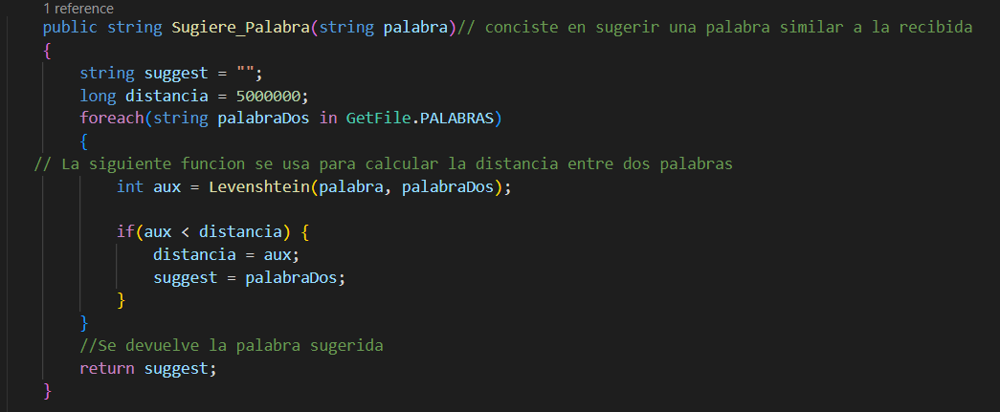 1 reference
public string Sugiere_Palabra(string palabra)// conciste en sugerir una palabra similar a la recibida
{
string suggest = "";
long distancia = 5000000;
foreach(string palabraDos in GetFile.PALABRAS)
{
// La siguiente funcion se usa para calcular la distancia entre dos palabras
int aux = Levenshtein(palabra, palabraDos);
if(aux < distancia) {
distancia = aux;
suggest = palabraDos;
}
}
//Se devuelve la palabra sugerida
return suggest;
}